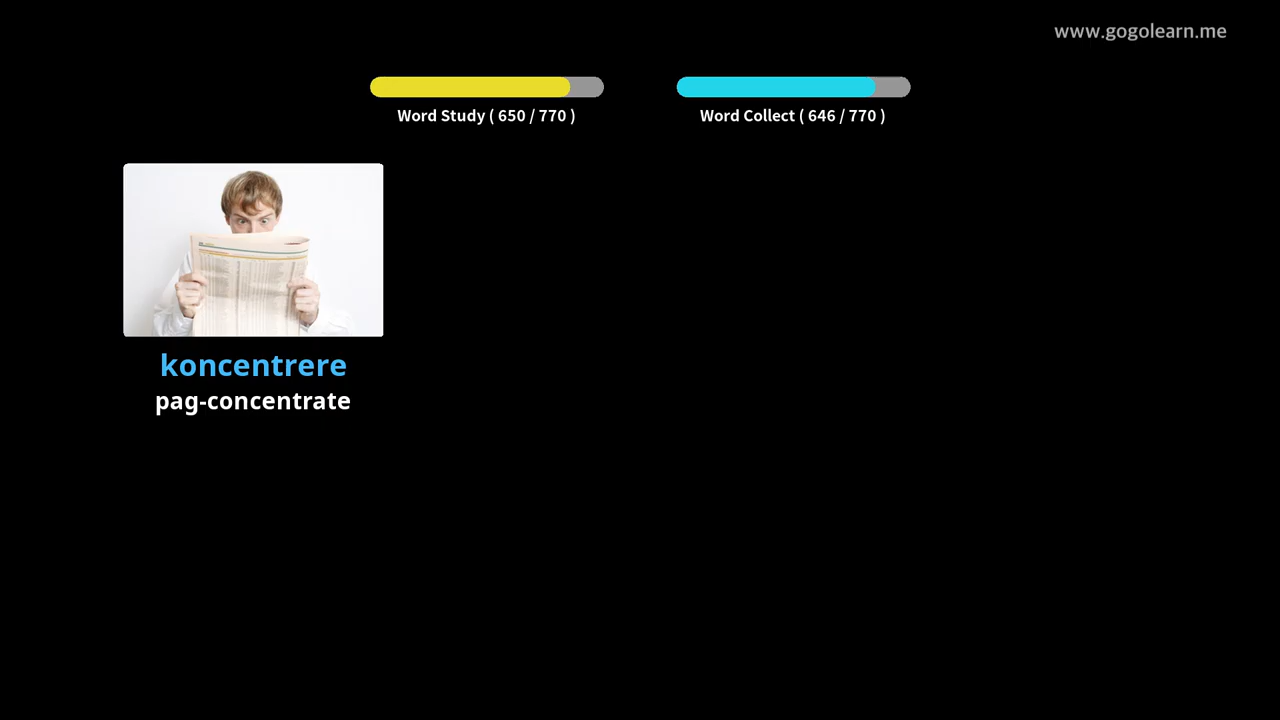 www.gogolearn.me
Word Study ( 650 / 770 )
Word Collect ( 646 / 770 )
koncentrere
pag-concentrate